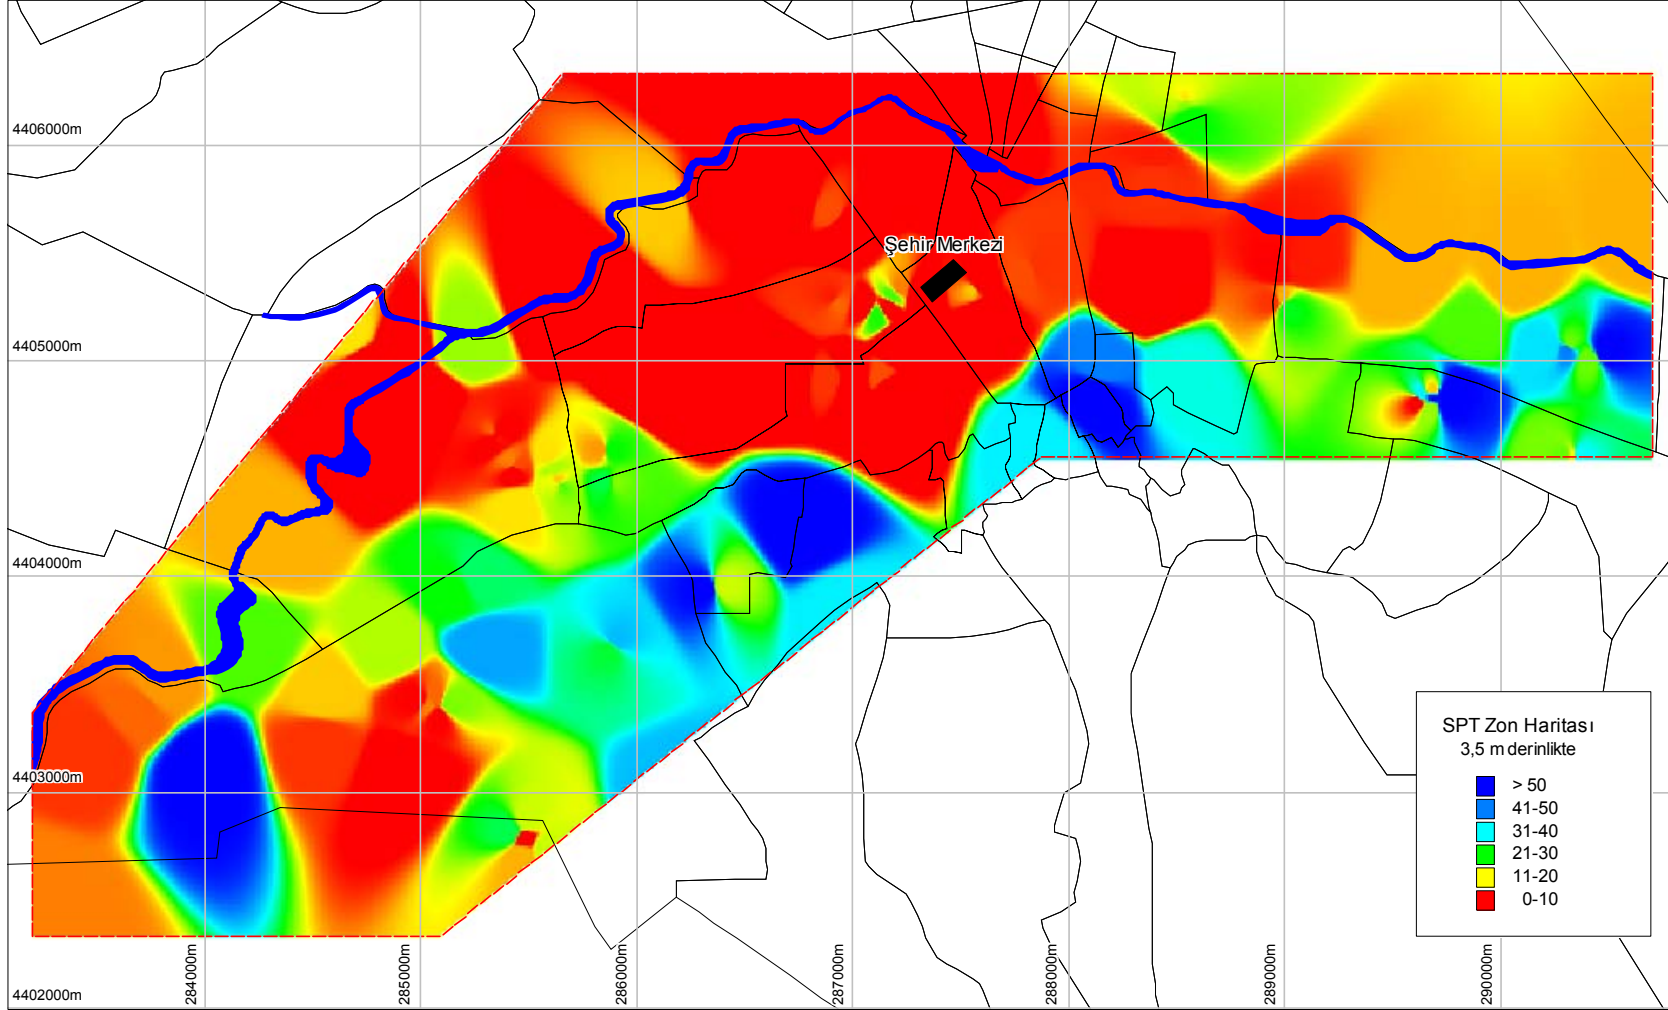 4406000m
Şehir Merkezi
4405000m
4404000m
4403000m
4402000m
284000m
285000m
286000m
287000m
288000m
289000m
290000m
SPT Zon Haritası
3,5 m derinlikte
> 50
41-50
31-40
21-30
11-20
0-10